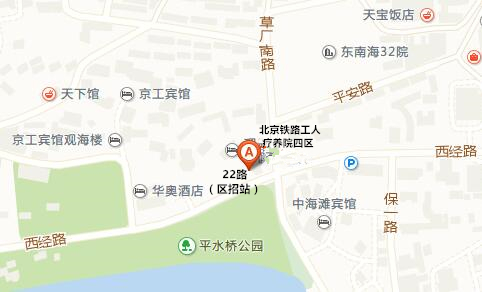 天宝饭店
草厂南路
东南海32院
天下馆
京工宾馆
平安路
北京铁路工人
疗养院四区
京工宾馆观海楼
A
P
西经路
22路
（区招站）
华奥酒店
中海滩宾馆
保一路
西经路
平水桥公园